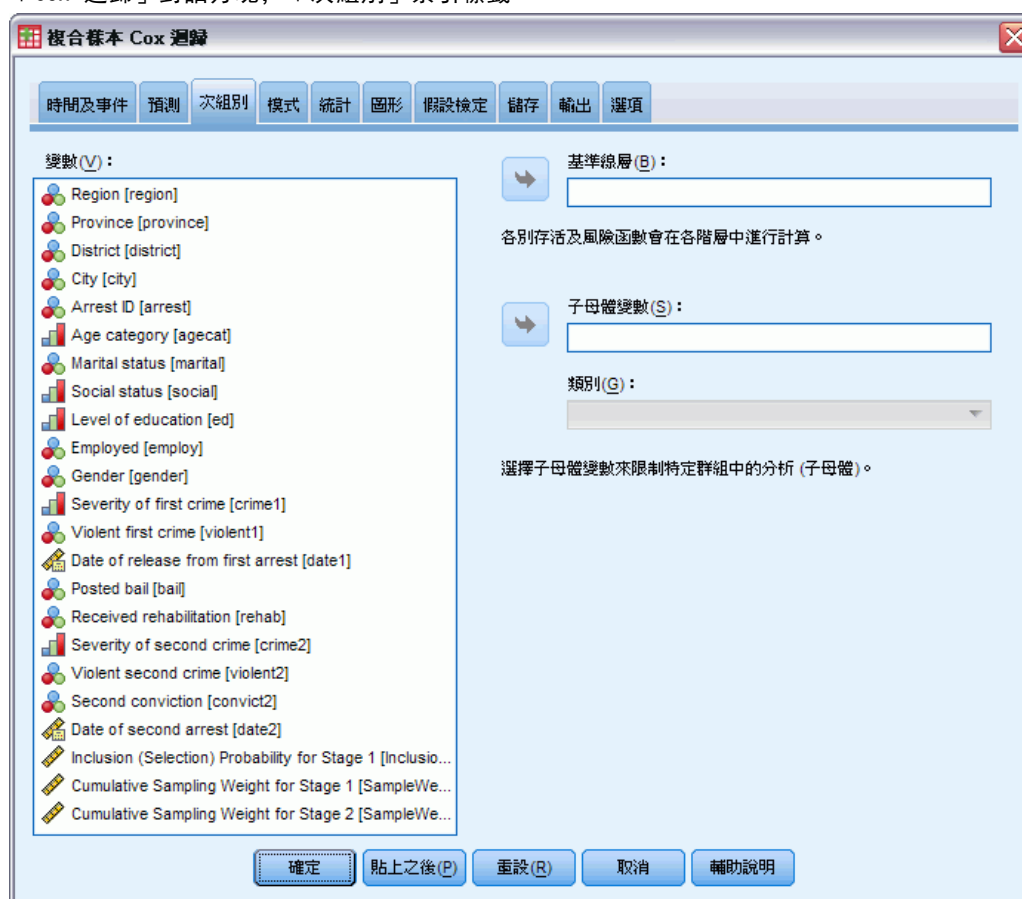 複合樣本 Cox 迴歸
時間及事件 預測 次組別 模式 統計 圖形 假設檢定 儲存 輸出 選項
變數(V)：
Region [region]
Province [province]
District [district]
City [city]
Arrest ID [arrest]
Age category [agecat]
Marital status [marital]
Social status [social]
Level of education [ed]
Employed [employ]
Gender [gender]
Severity of first crime [crime1]
Violent first crime [violent1]
Date of release from first arrest [date1]
Posted bail [bail]
Received rehabilitation [rehab]
Severity of second crime [crime2]
Violent second crime [violent2]
Second conviction [convict2]
Date of second arrest [date2]
Inclusion (Selection) Probability for Stage 1 [Inclusio...
Cumulative Sampling Weight for Stage 1 [SampleWe...
Cumulative Sampling Weight for Stage 2 [SampleWe...
基準線層(B)：
各別存活及風險函數會在各階層中進行計算。
子母體變數(S)：
類別(G)：
選擇子母體變數來限制特定群組中的分析 (子母體)。
確定 貼上之後(P) 重設(R) 取消 輔助說明